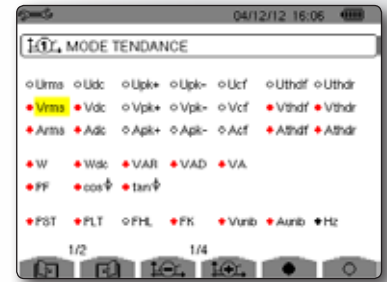 04/12/12 16:06
MODE TENDANCE
Urms Udc Upk+ Upk- Ucf Uthdf Uthdr
Vrms Vdc Vpk+ Vpk- Vcf Vthdf Vthdr
Arms Adc Apk+ Apk- Acf Athdf Athdr
W Wdc VAR VAD VA
PF cosΦ tanΦ
PST PLT FHL FK Vunb Aunb Hz
1/2 1/4